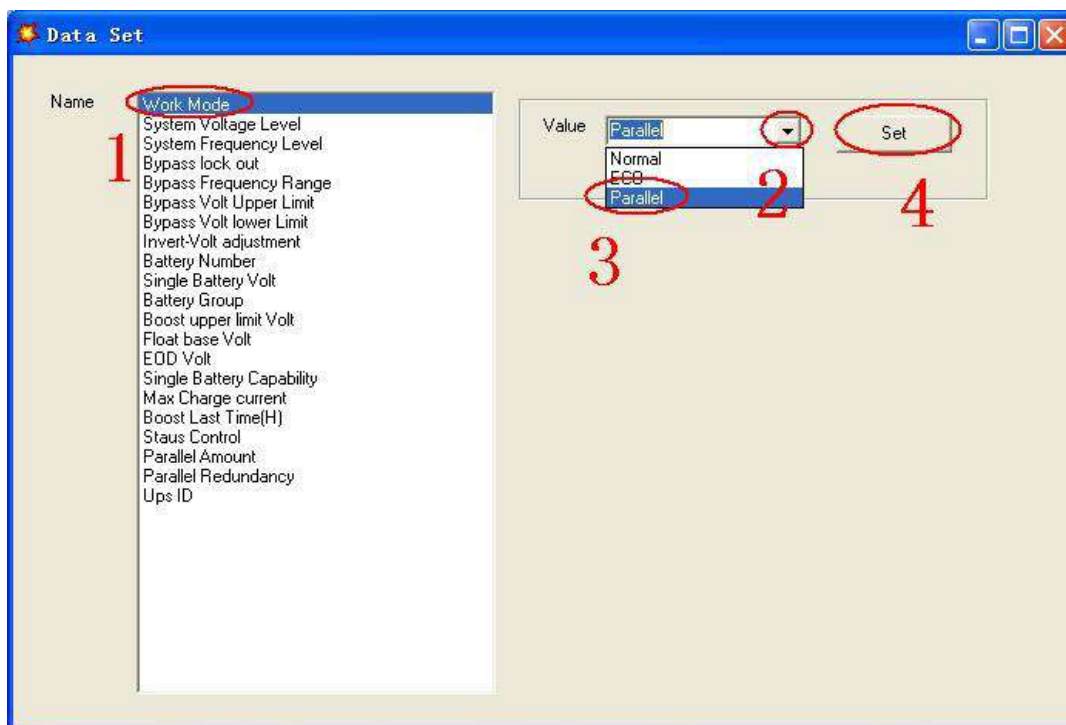 Data Set
Name
Work Mode
System Voltage Level
System Frequency Level
Bypass lock out
Bypass Frequency Range
Bypass Volt Upper Limit
Bypass Volt lower Limit
Invert-Volt adjustment
Battery Number
Single Battery Volt
Battery Group
Boost upper limit Volt
Float base Volt
EOD Volt
Single Battery Capability
Max Charge current
Boost Last Time(H)
Staus Control
Parallel Amount
Parallel Redundancy
Ups ID
1
Value
Parallel
Normal
ECO
Parallel
Set
2
3
4